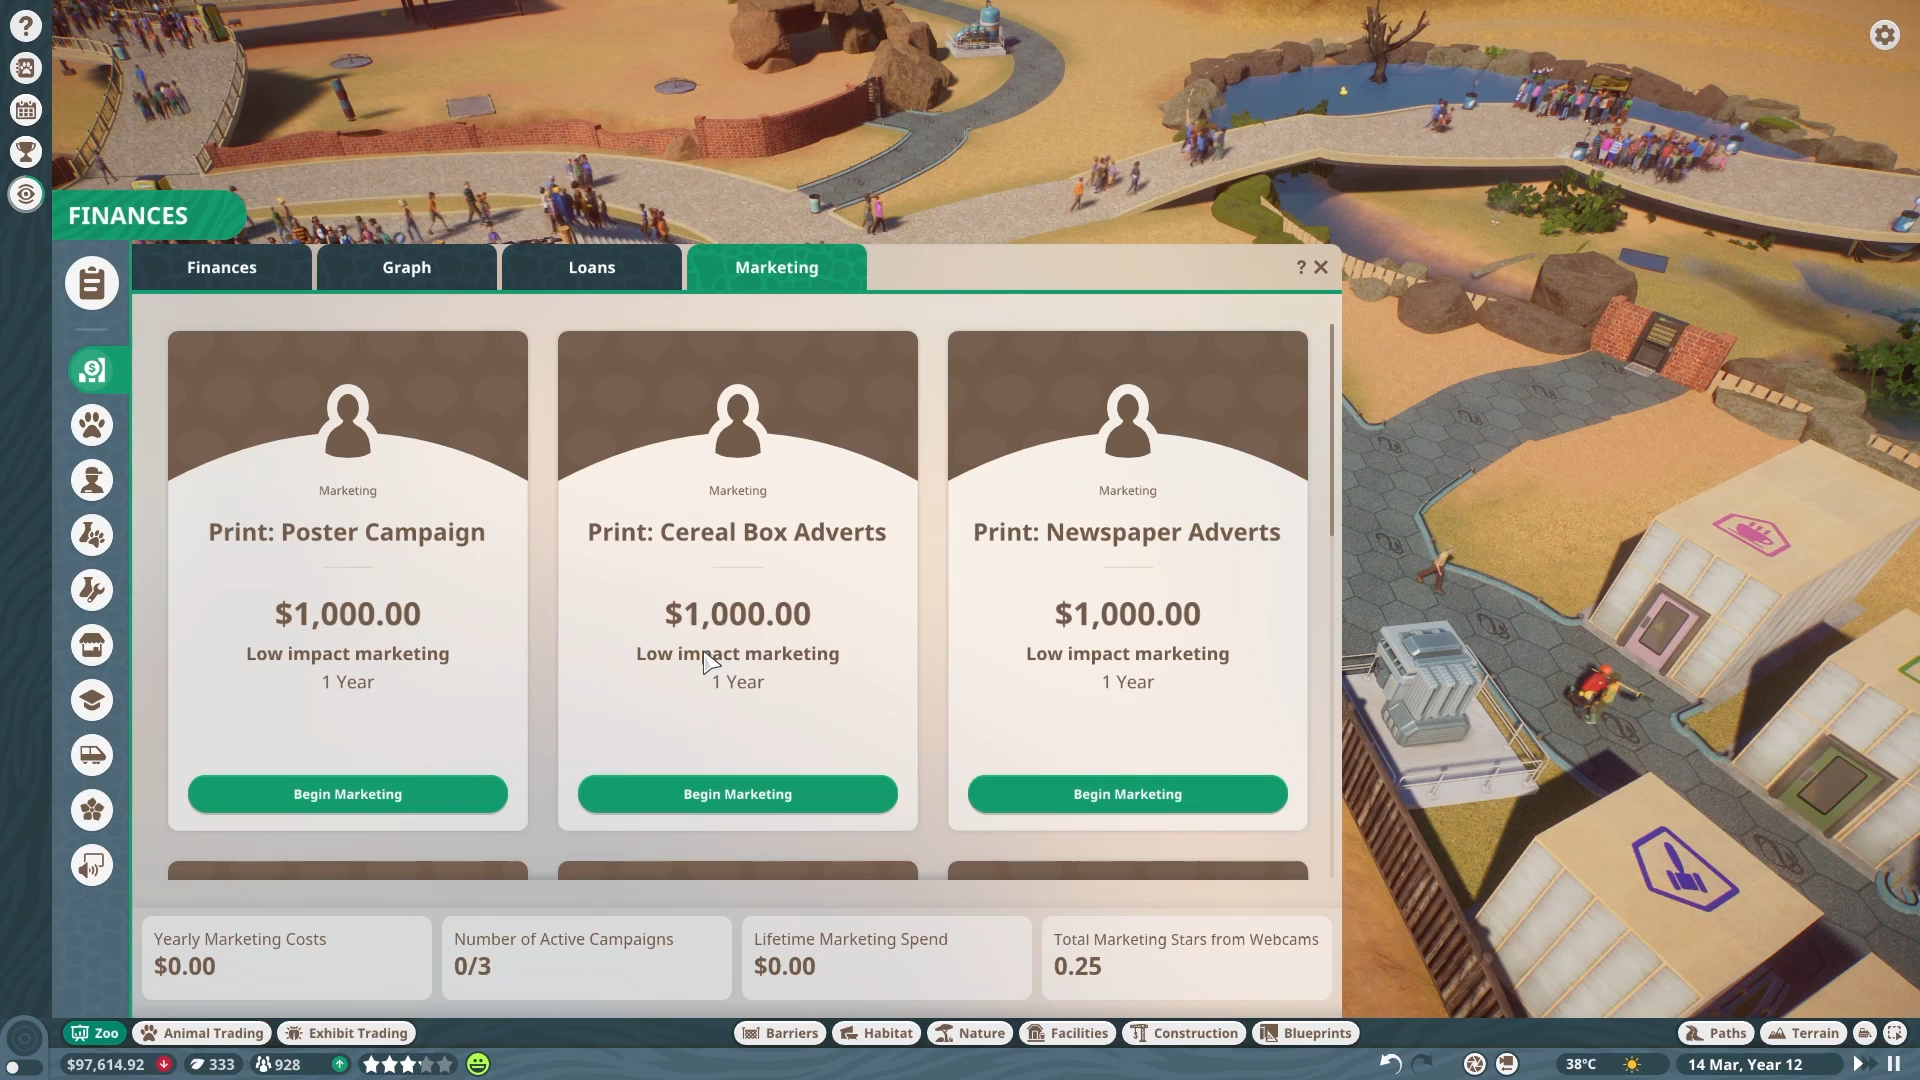 FINANCES
Finances
Graph
Loans
Marketing
?
Marketing
Print: Poster Campaign
$1,000.00
Low impact marketing
1 Year
Begin Marketing
Marketing
Print: Cereal Box Adverts
$1,000.00
Low impact marketing
1 Year
Begin Marketing
Marketing
Print: Newspaper Adverts
$1,000.00
Low impact marketing
1 Year
Begin Marketing
Yearly Marketing Costs
$0.00
Number of Active Campaigns
0/3
Lifetime Marketing Spend
$0.00
Total Marketing Stars from Webcams
0.25
Zoo
Animal Trading
Exhibit Trading
Barriers
Habitat
Nature
Facilities
Construction
Blueprints
Paths
Terrain
$97,614.92
333
928
38°C
14 Mar, Year 12